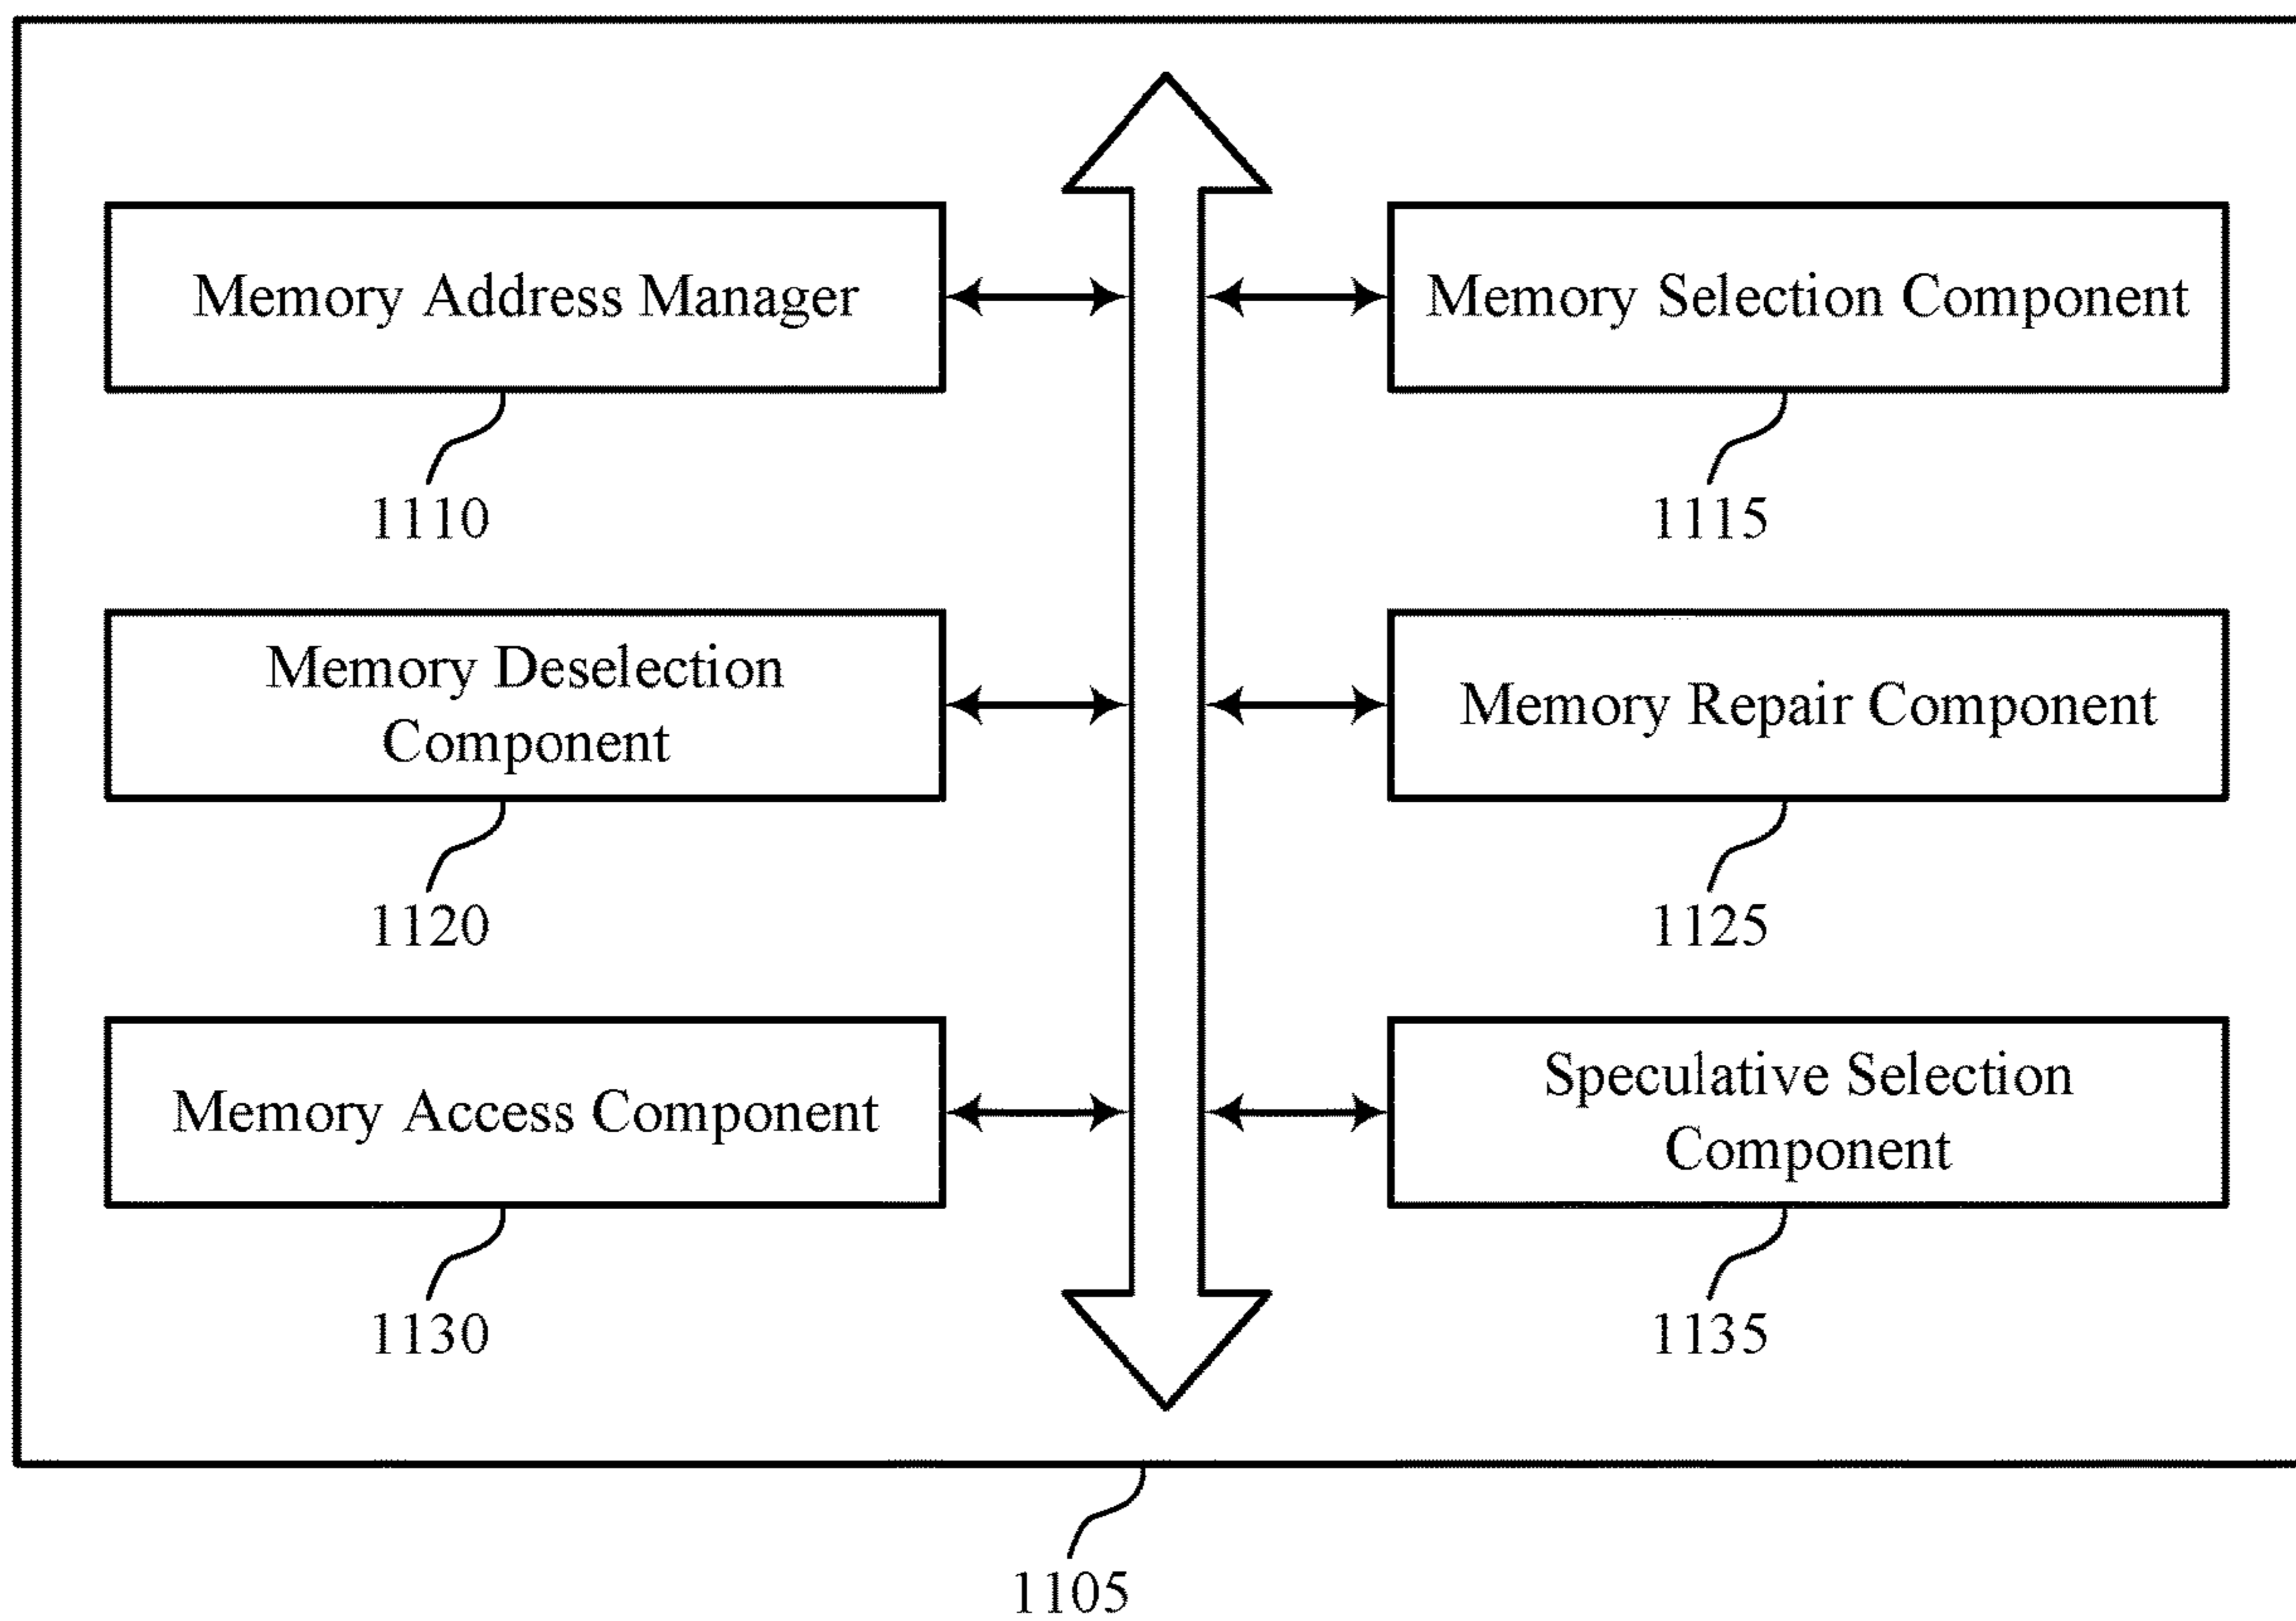 Memory Address Manager
1110
Memory Selection Component
1115
Memory Deselection
Component
1120
Memory Repair Component
1125
Memory Access Component
1130
Speculative Selection
Component
1135
1105